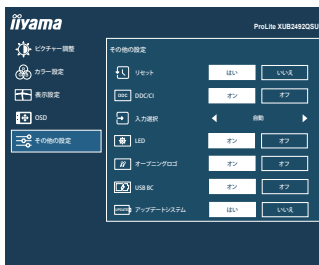 iiyama
ProLite XUB2492QSU
ピクチャー調整
カラー設定
表示設定
OSD
その他の設定
その他の設定
リセット はい いいえ
DDC DDC/CI オン オフ
入力選択 自動
LED オン オフ
オープニングロゴ オン オフ
USB BC オン オフ
UPDATE アップデートシステム はい いいえ